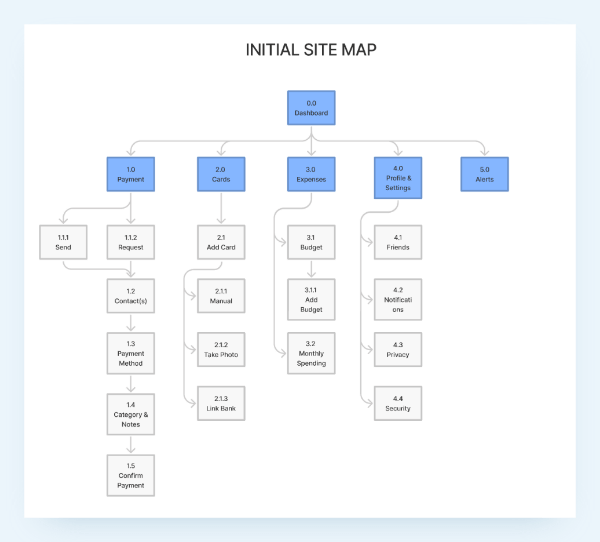 INITIAL SITE MAP
0.0
Dashboard
1.0
Payment
2.0
Cards
3.0
Expenses
4.0
Profile &
Settings
5.0
Alerts
1.1.1
Send
1.1.2
Request
2.1
Add Card
3.1
Budget
4.1
Friends
1.2
Contact(s)
2.1.1
Manual
3.1.1
Add
Budget
4.2
Notificati
ons
1.3
Payment
Method
2.1.2
Take Photo
3.2
Monthly
Spending
4.3
Privacy
1.4
Category &
Notes
2.1.3
Link Bank
4.4
Security
1.5
Confirm
Payment